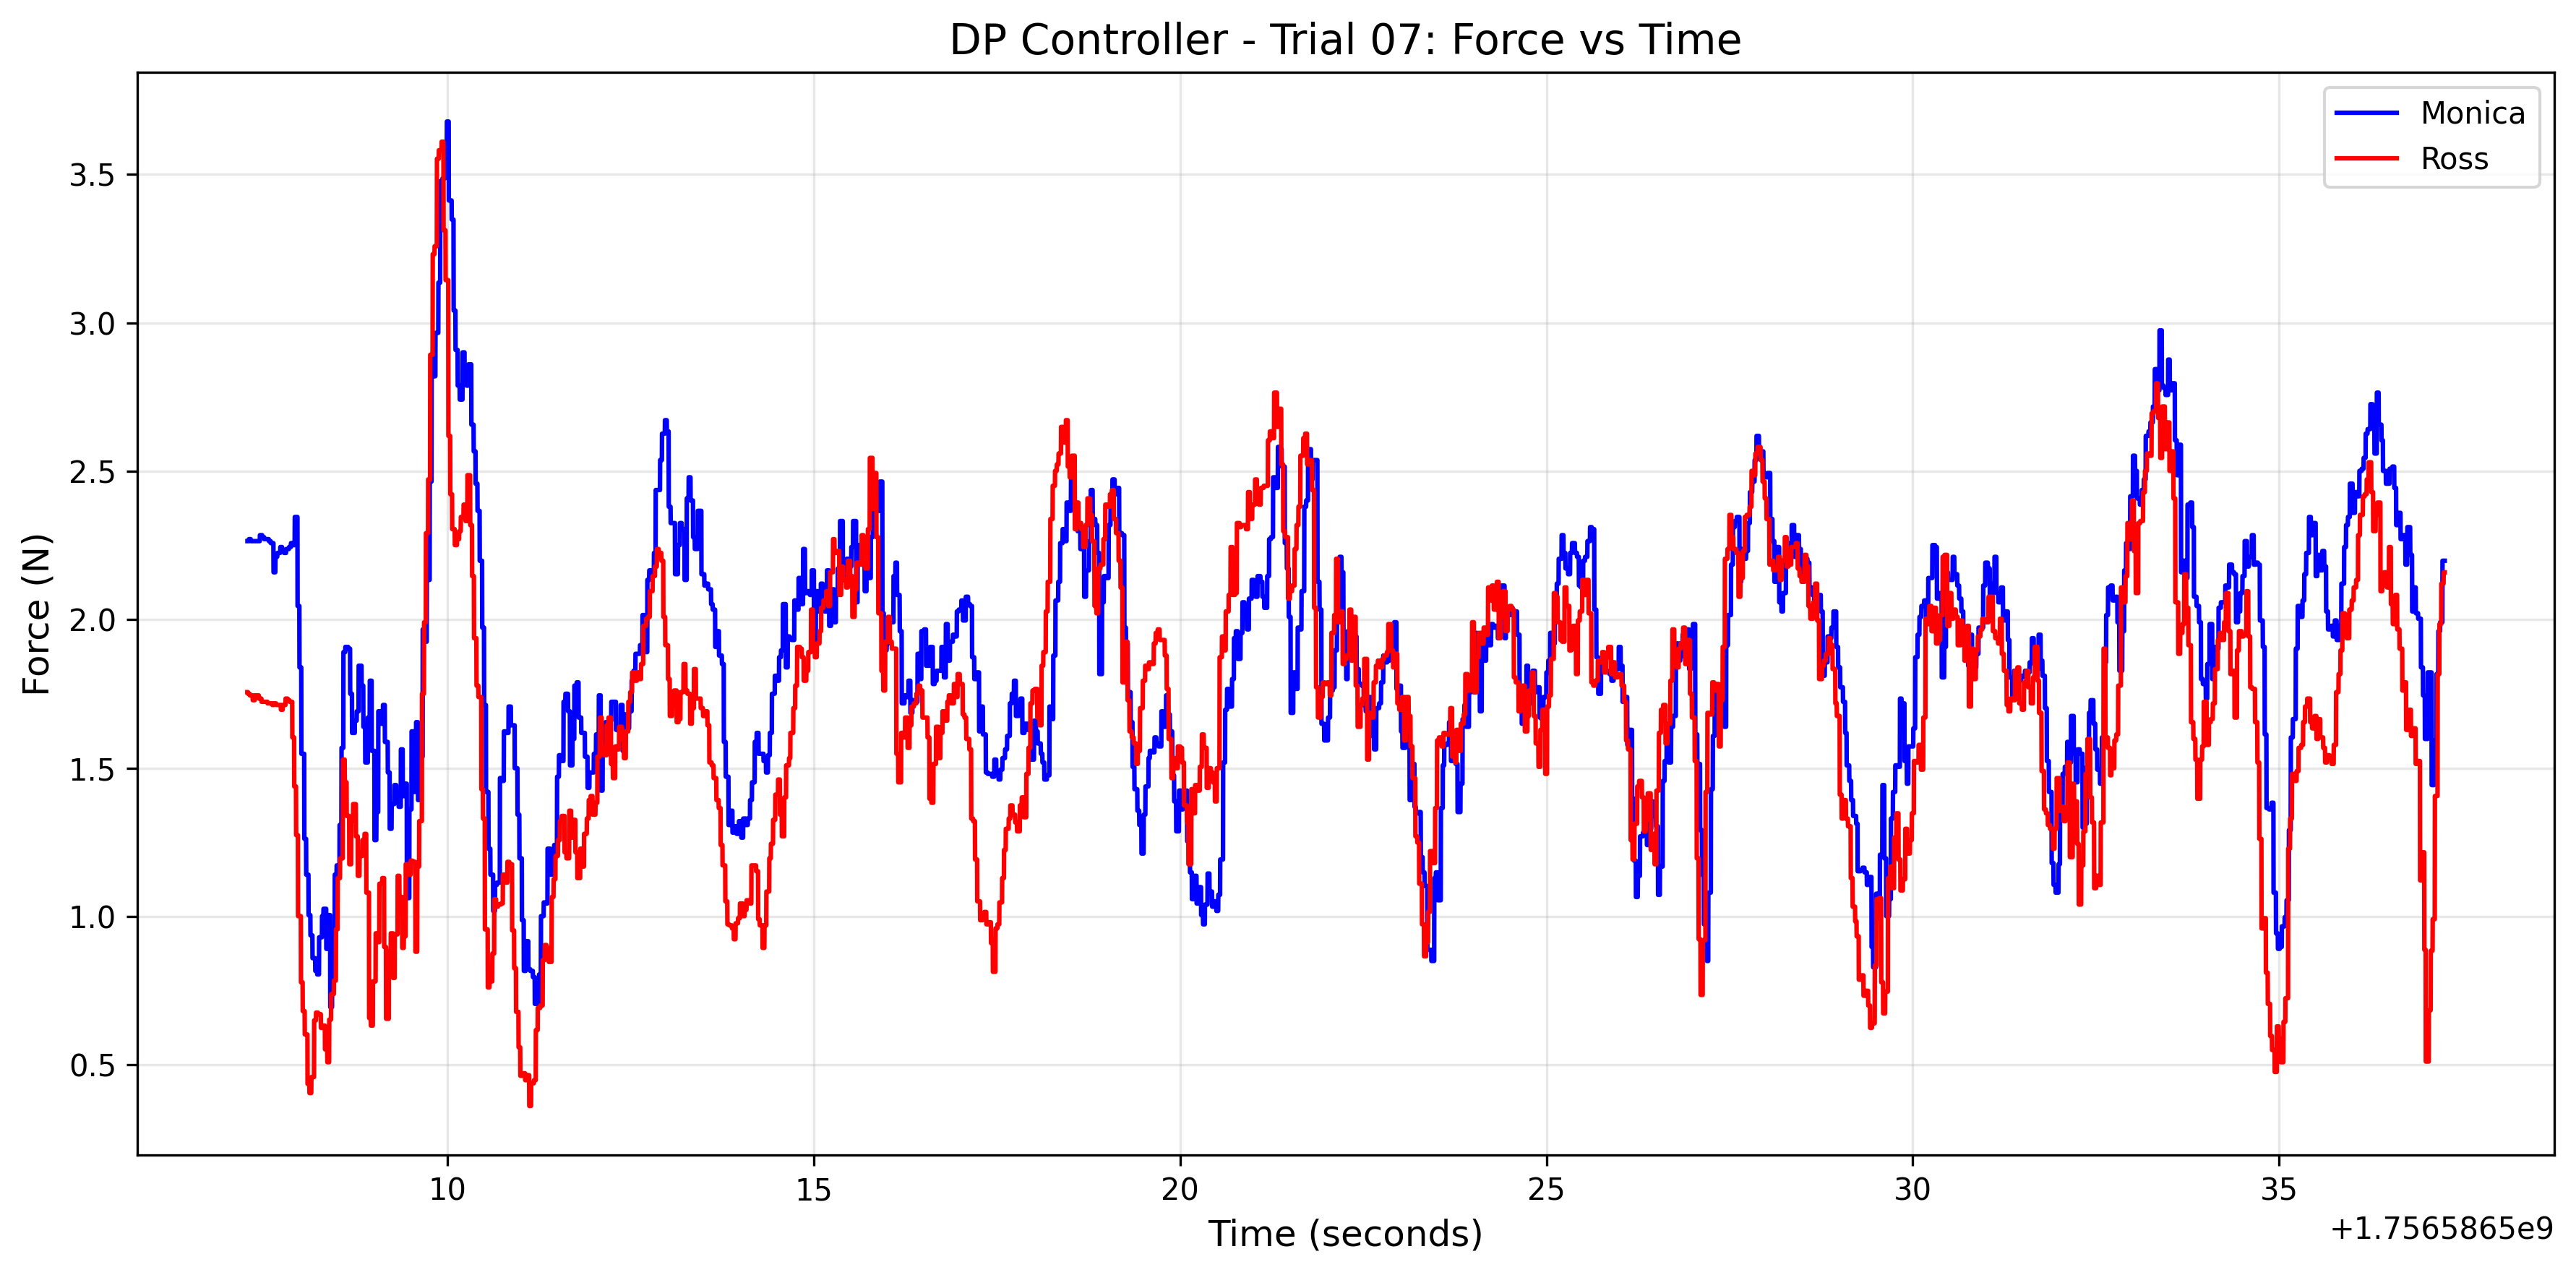 DP Controller - Trial 07: Force vs Time
Monica
Ross
Force (N)
3.5
3.0
2.5
2.0
1.5
1.0
0.5
10
15
20
25
30
35
Time (seconds)
+1.7565865e9